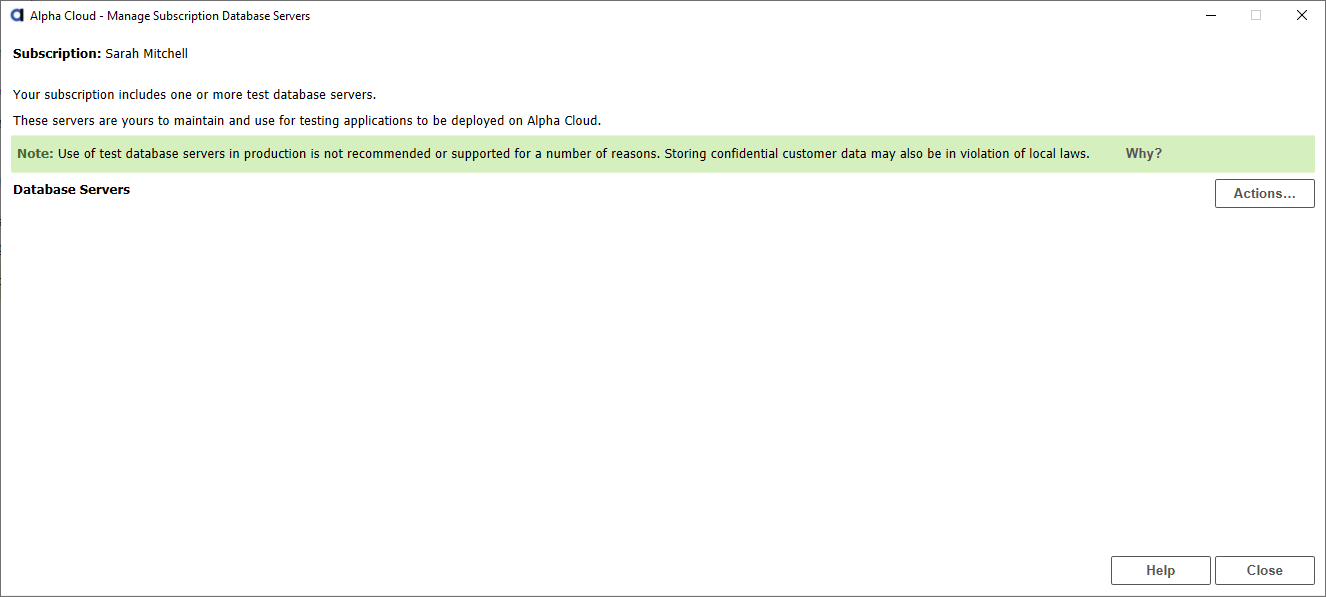 Alpha Cloud - Manage Subscription Database Servers
Subscription: Sarah Mitchell
Your subscription includes one or more test database servers.
These servers are yours to maintain and use for testing applications to be deployed on Alpha Cloud.
Note: Use of test database servers in production is not recommended or supported for a number of reasons. Storing confidential customer data may also be in violation of local laws. Why?
Database Servers
Actions...
Help
Close